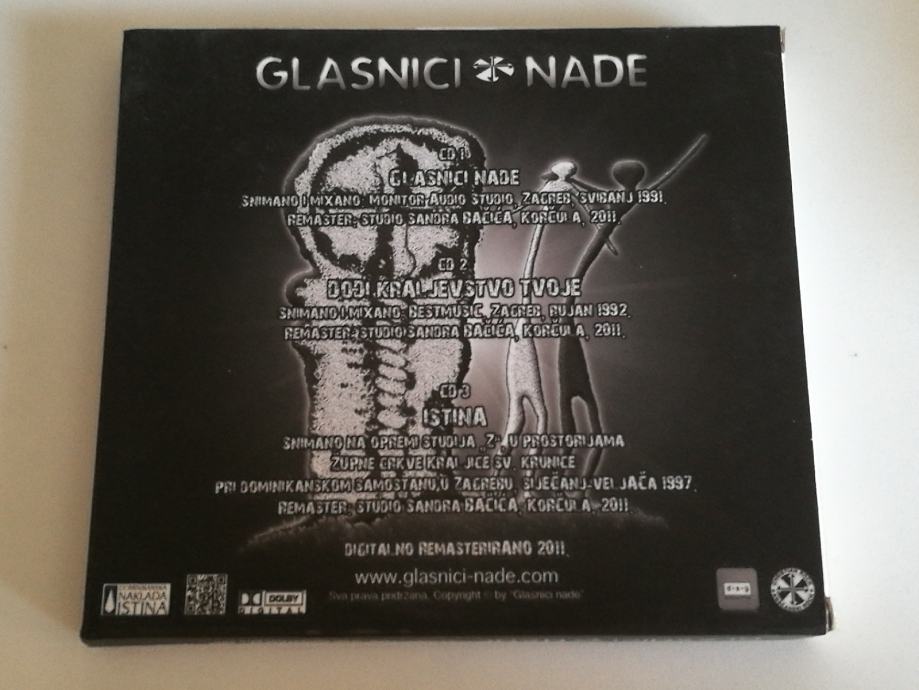 GLASNICI NADE
CD 1
GLASNICI NADE
SNIMANO I MIXANO: MONITOR-AUDIO STUDIO, ZAGREB, SVIBANJ 1991.
REMASTER: STUDIO SANDRA BAČIĆA, KORČULA, 2011.
CD 2
DOĐI KRALJEVSTVO TVOJE
SNIMANO I MIXANO: BESTMUSIC, ZAGREB, RUJAN 1992.
REMASTER: STUDIO SANDRA BAČIĆA, KORČULA, 2011.
CD 3
ISTINA
SNIMANO NA OPREMI STUDIJA „Z“ U PROSTORIJAMA
ŽUPNE CRKVE KRALJICE SV. KRUNICE
PRI DOMINIKANSKOM SAMOSTANU U ZAGREBU, SIJEČANJ-VELJAČA 1997.
REMASTER: STUDIO SANDRA BAČIĆA, KORČULA, 2011.
DIGITALNO REMASTERIRANO 2011.
www.glasnici-nade.com
Sva prava pridržana. Copyright © by "Glasnici nade"
NAKLADA
ISTINA
DOLBY
DIGITAL
d-x-g